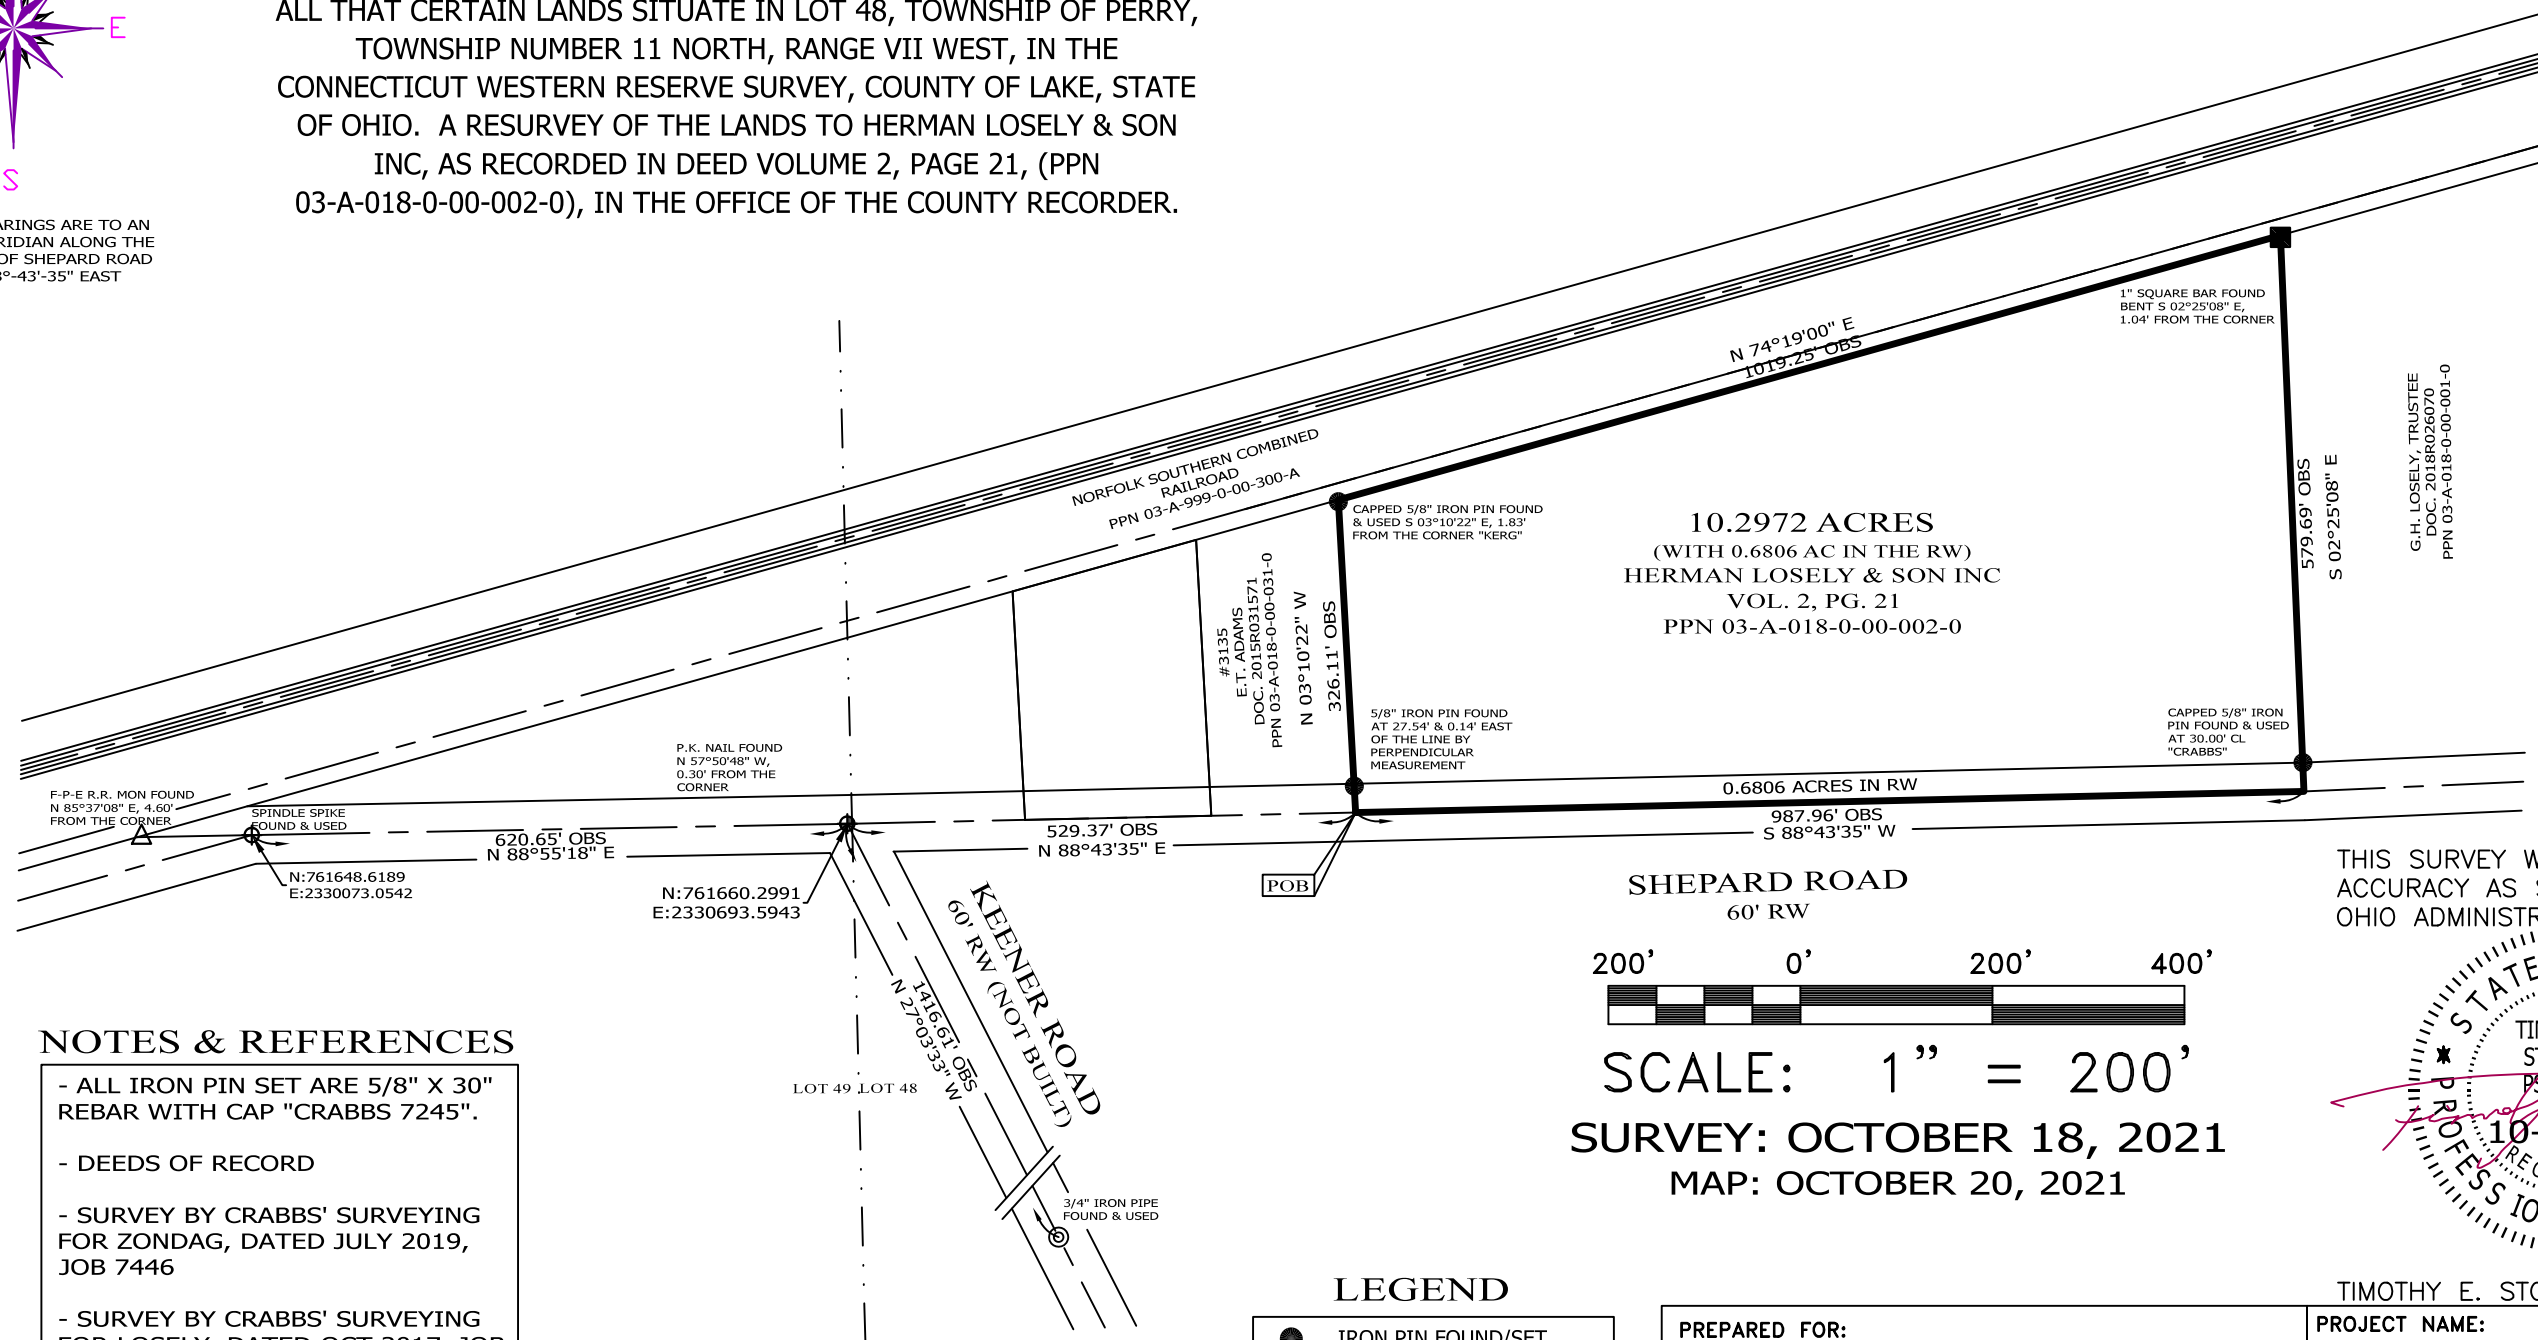 ALL THAT CERTAIN LANDS SITUATE IN LOT 48, TOWNSHIP OF PERRY,
TOWNSHIP NUMBER 11 NORTH, RANGE VII WEST, IN THE
CONNECTICUT WESTERN RESERVE SURVEY, COUNTY OF LAKE, STATE
OF OHIO. A RESURVEY OF THE LANDS TO HERMAN LOSELY & SON
INC, AS RECORDED IN DEED VOLUME 2, PAGE 21, (PPN
03-A-018-0-00-002-0), IN THE OFFICE OF THE COUNTY RECORDER.
E
S
ARE TO AN
ALONG THE
OF SHEPARD ROAD
°-43'-35" EAST
1" SQUARE BAR FOUND
BENT S 02°25'08" E,
1.04' FROM THE CORNER
N 74°19'00" E
1019.25' OBS
NORFOLK SOUTHERN COMBINED
RAILROAD
PPN 03-A-999-0-00-300-A
CAPPED 5/8" IRON PIN FOUND
& USED S 03°10'22" E, 1.83'
FROM THE CORNER "KERG"
10.2972 ACRES
(WITH 0.6806 AC IN THE RW)
HERMAN LOSELY & SON INC
VOL. 2, PG. 21
PPN 03-A-018-0-00-002-0
579.69' OBS
S 02°25'08" E
G.H. LOSELY, TRUSTEE
DOC. 2018R026070
PPN 03-A-018-0-00-001-0
#3135
E.T. ADAMS
DOC. 2015R031571
PPN 03-A-018-0-00-031-0
N 03°10'22" W
326.11' OBS
5/8" IRON PIN FOUND
AT 27.54' & 0.14' EAST
OF THE LINE BY
PERPENDICULAR
MEASUREMENT
CAPPED 5/8" IRON
PIN FOUND & USED
AT 30.00' CL
"CRABBS"
P.K. NAIL FOUND
N 57°50'48" W,
0.30' FROM THE
CORNER
F-P-E R.R. MON FOUND
N 85°37'08" E, 4.60'
FROM THE CORNER
SPINDLE SPIKE
FOUND & USED
620.65' OBS
N 88°55'18" E
529.37' OBS
N 88°43'35" E
0.6806 ACRES IN RW
987.96' OBS
S 88°43'35" W
N:761648.6189
E:2330073.0542
N:761660.2991
E:2330693.5943
POB
SHEPARD ROAD
60' RW
KEENER ROAD
60' RW (NOT BUILT)
1416.61' OBS
N 27°03'33" W
LOT 49 LOT 48
3/4" IRON PIPE
FOUND & USED
200' 0' 200' 400'
SCALE: 1" = 200'
SURVEY: OCTOBER 18, 2021
MAP: OCTOBER 20, 2021
THIS SURVEY
ACCURACY AS
OHIO
STATE
PROFESS
10-
TIMOTHY E.
NOTES & REFERENCES
- ALL IRON PIN SET ARE 5/8" X 30"
REBAR WITH CAP "CRABBS 7245".
- DEEDS OF RECORD
- SURVEY BY CRABBS' SURVEYING
FOR ZONDAG, DATED JULY 2019,
JOB 7446
- SURVEY BY CRABBS' SURVEYING
FOR LOSELY, DATED OCT 2017, JOB
LEGEND
IRON PIN FOUND/SET
PREPARED FOR:
PROJECT NAME: